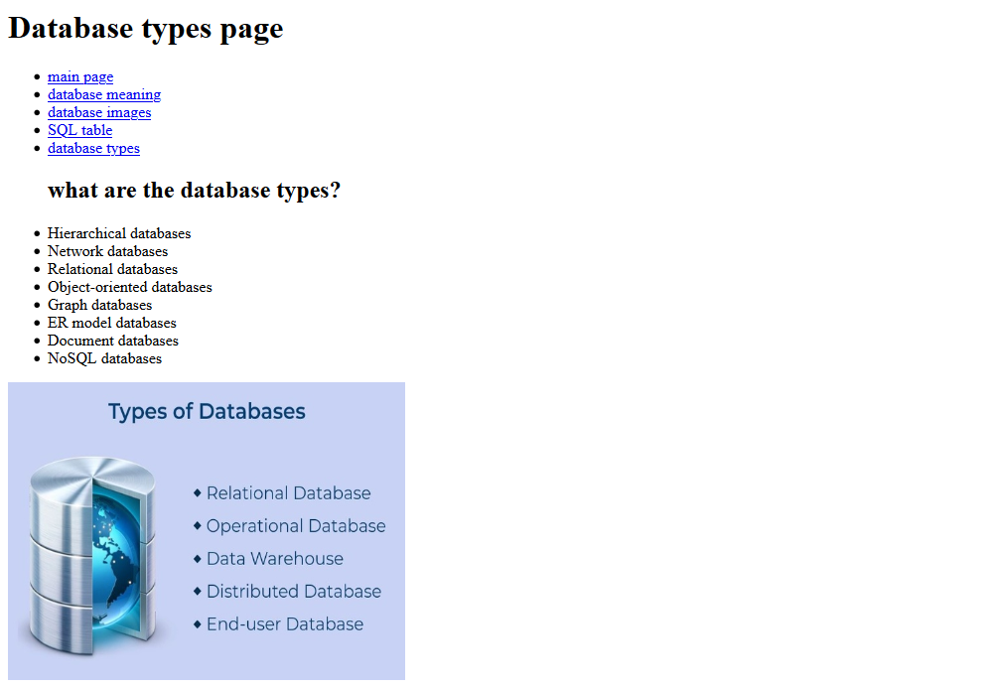 Database types page
main page
database meaning
database images
SQL table
database types
what are the database types?
Hierarchical databases
Network databases
Relational databases
Object-oriented databases
Graph databases
ER model databases
Document databases
NoSQL databases
Types of Databases
Relational Database
Operational Database
Data Warehouse
Distributed Database
End-user Database